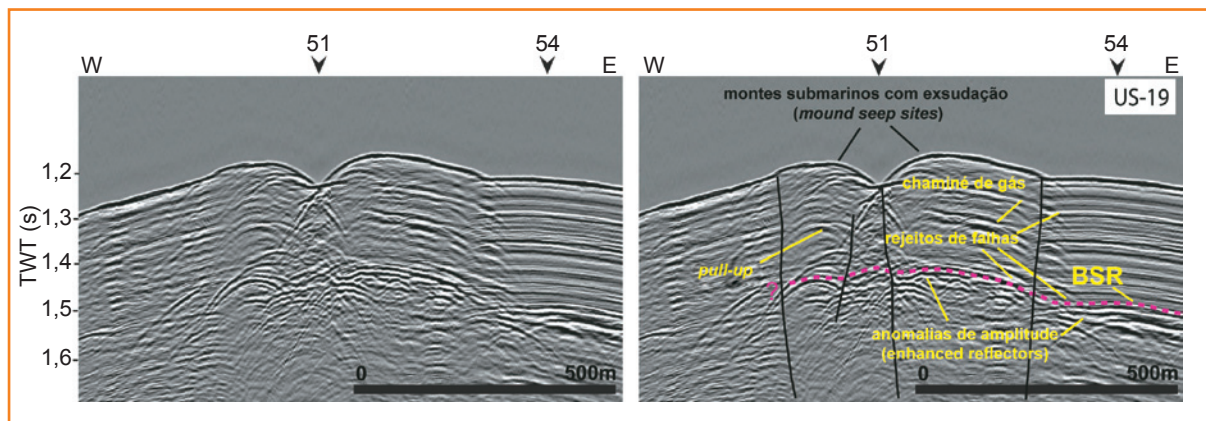 51
54
W
E
1,2
1,3
1,4
1,5
1,6
TWT (s)
0
500m
51
54
W
E
US-19
montes submarinos com exsudação
(mound seep sites)
chaminé de gás
rejeitos de falhas
pull-up
?
BSR
anomalias de amplitude
(enhanced reflectors)
0
500m